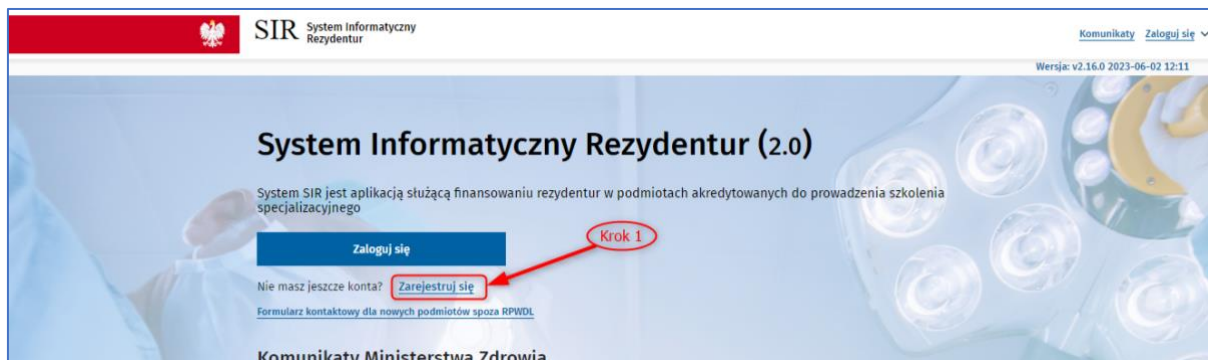 SIR System Informatyczny
Rezydentur
Komunikaty Zaloguj się
Wersja: v2.16.0 2023-06-02 12:11
System Informatyczny Rezydentur (2.0)
System SIR jest aplikacją służącą finansowaniu rezydentur w podmiotach akredytowanych do prowadzenia szkolenia
specjalizacyjnego
Krok 1
Zaloguj się
Nie masz jeszcze konta? Zarejestruj się
Formularz kontaktowy dla nowych podmiotów spoza RPWDL
Komunikaty Ministerstwa Zdrowia